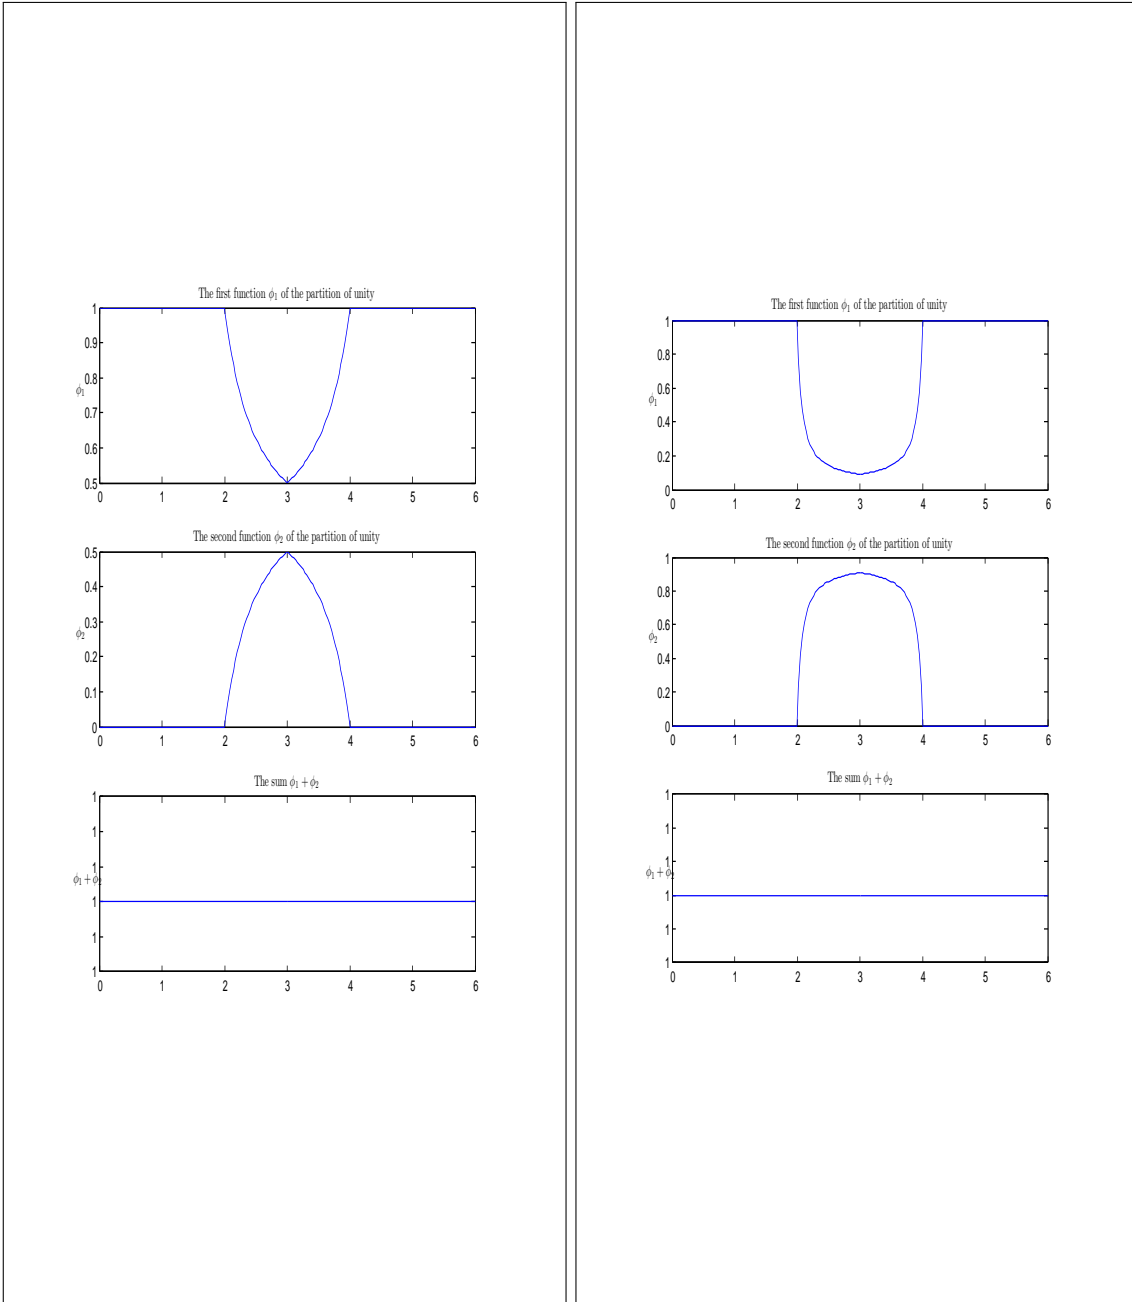 The first function ϕ1 of the partition of unity
1
0.9
0.8
0.7
0.6
0.5
ϕ1
0 1 2 3 4 5 6
The second function ϕ2 of the partition of unity
0.5
0.4
0.3
0.2
0.1
0
ϕ2
0 1 2 3 4 5 6
The sum ϕ1 + ϕ2
1
1
1
1
1
1
ϕ1 + ϕ2
0 1 2 3 4 5 6
The first function ϕ1 of the partition of unity
1
0.8
0.6
0.4
0.2
0
ϕ1
0 1 2 3 4 5 6
The second function ϕ2 of the partition of unity
1
0.8
0.6
0.4
0.2
0
ϕ2
0 1 2 3 4 5 6
The sum ϕ1 + ϕ2
1
1
1
1
1
1
ϕ1 + ϕ2
0 1 2 3 4 5 6